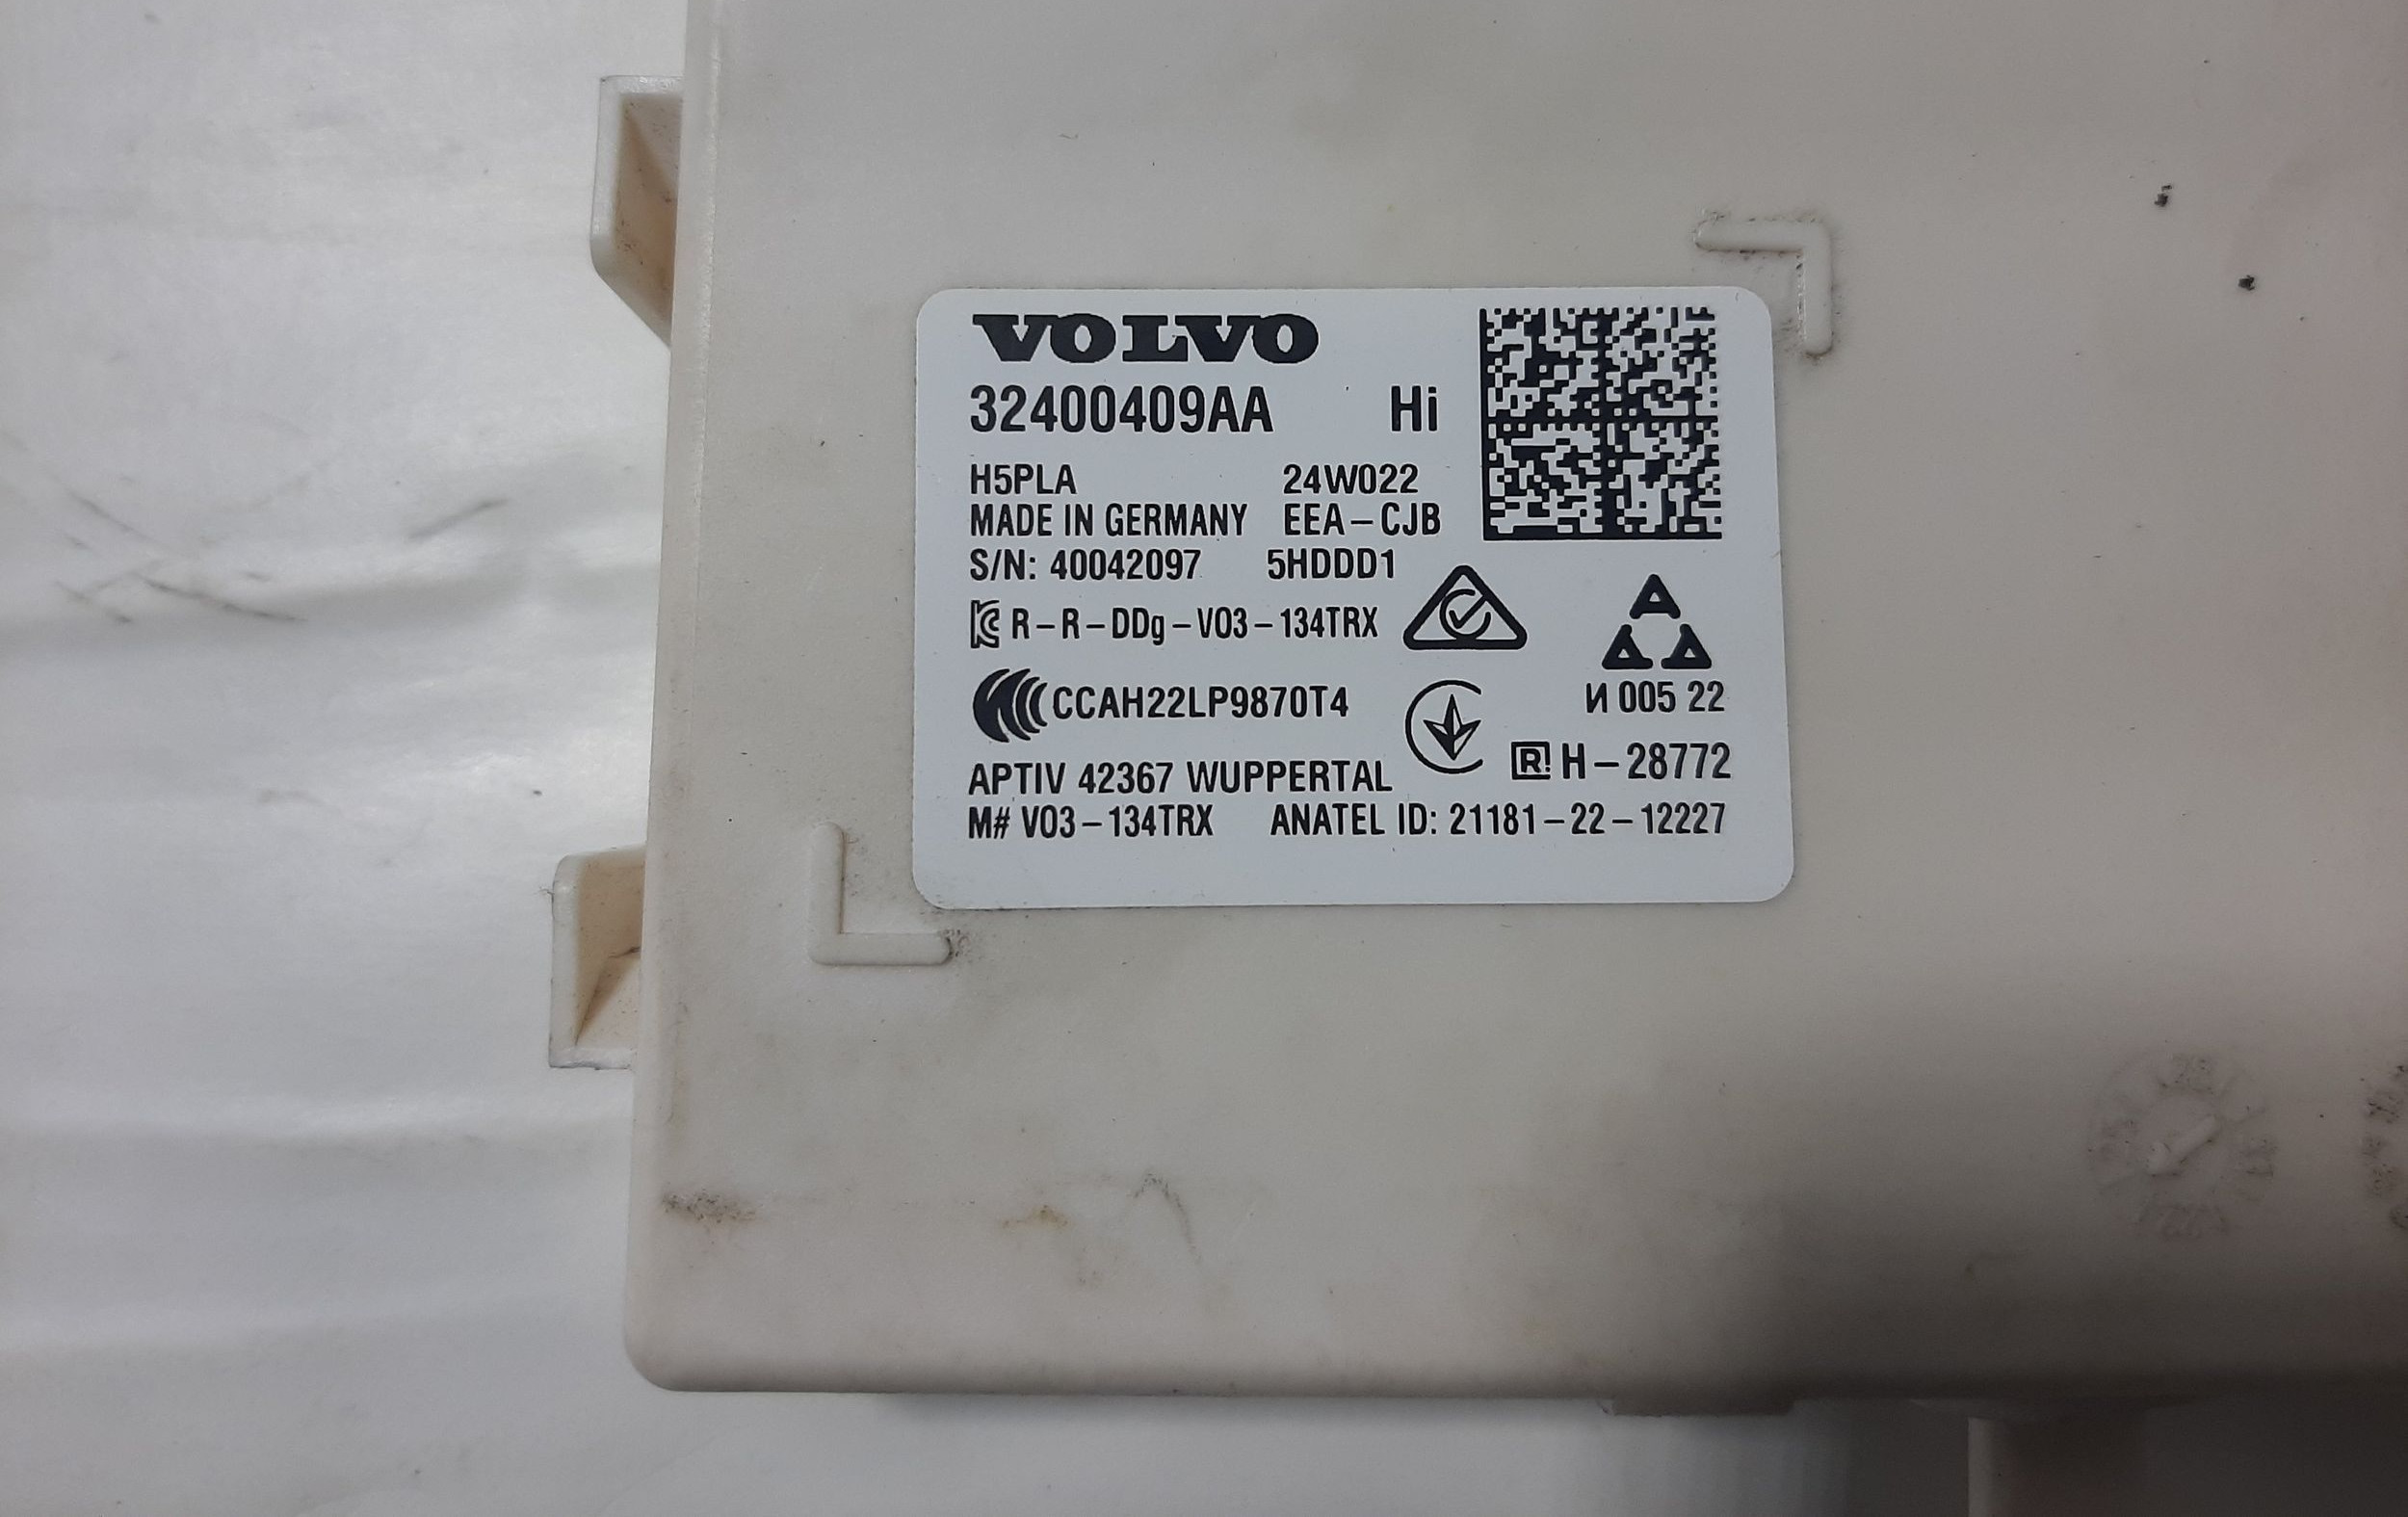 VOLVO
32400409AA Hi
H5PLA 24W022
MADE IN GERMANY EEA-CJB
S/N: 40042097 5HDDD1
R-R-DDg-V03-134TRX
CCAH22LP9870T4
И 005 22
R H-28772
APTIV 42367 WUPPERTAL
M# V03-134TRX ANATEL ID: 21181-22-12227